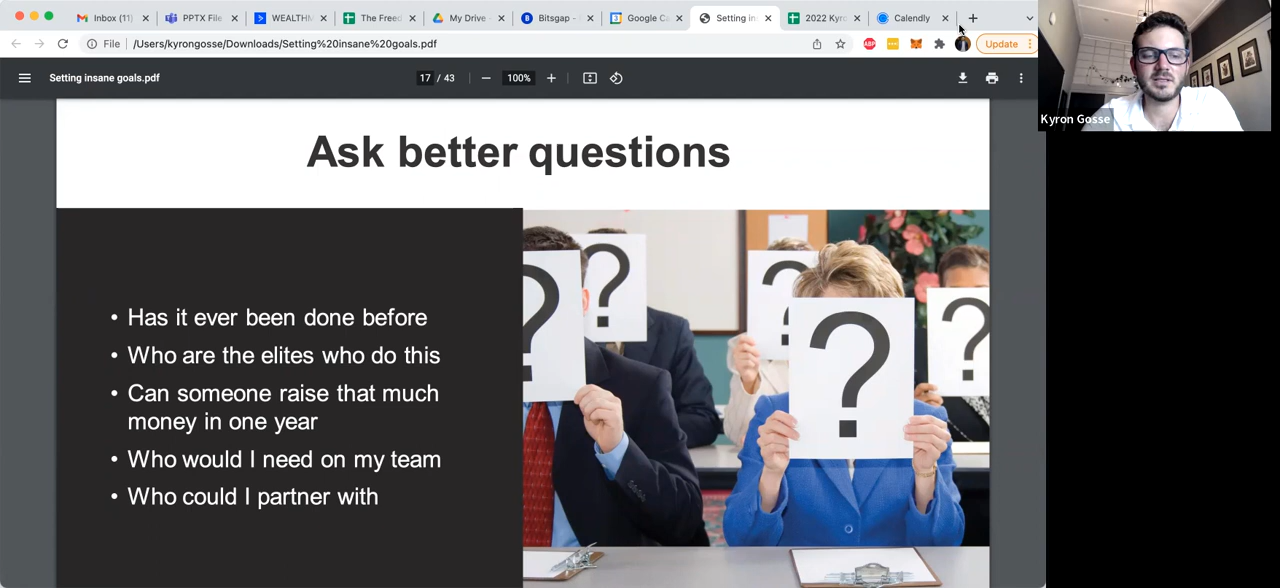 Inbox (11)
PPTX File
WEALTHM
The Freed
My Drive -
Bitsgap -
Google Ca
Setting in
2022 Kyro
Calendly
File
/Users/kyrongosse/Downloads/Setting%20insane%20goals.pdf
ABP
Update
Setting insane goals.pdf
17 / 43
100%
Kyron Gosse
Ask better questions
• Has it ever been done before
• Who are the elites who do this
• Can someone raise that much
money in one year
• Who would I need on my team
• Who could I partner with
?
?
?
?
?